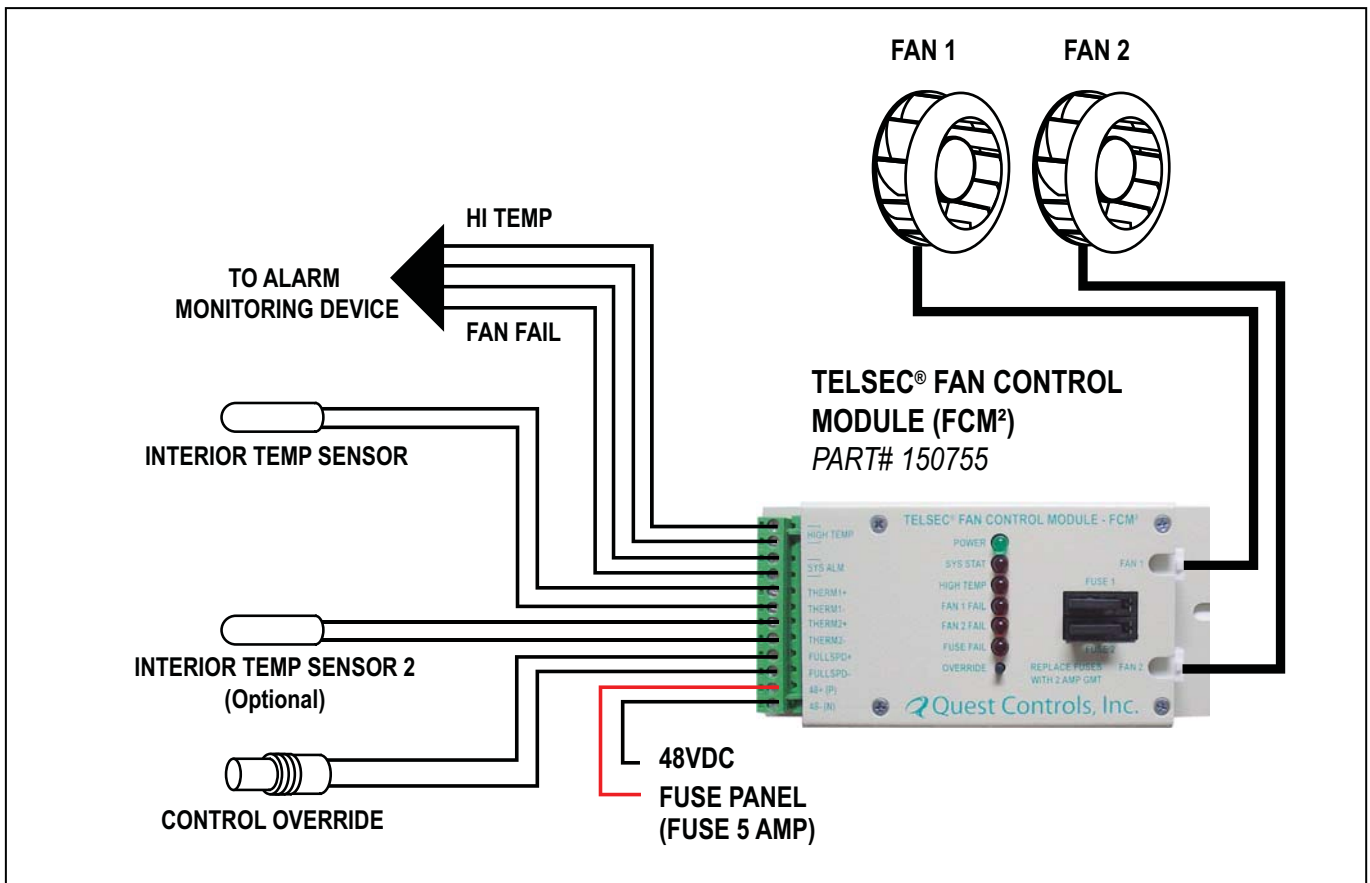 FAN 1
FAN 2
HI TEMP
TO ALARM
MONITORING DEVICE
FAN FAIL
TELSEC® FAN CONTROL
MODULE (FCM²)
PART# 150755
INTERIOR TEMP SENSOR
INTERIOR TEMP SENSOR 2
(Optional)
CONTROL OVERRIDE
48VDC
FUSE PANEL
(FUSE 5 AMP)
TELSEC® FAN CONTROL MODULE - FCM²
HIGH TEMP
SYS ALM
THERM1+
THERM1-
THERM2+
THERM2-
FULLSPD+
FULLSPD-
48+ (P)
48- (N)
POWER
SYS STAT
HIGH TEMP
FAN 1 FAIL
FAN 2 FAIL
FUSE FAIL
OVERRIDE
FAN 1
FUSE 1
FUSE 2
FAN 2
REPLACE FUSES
WITH 2 AMP GMT
Quest Controls, Inc.